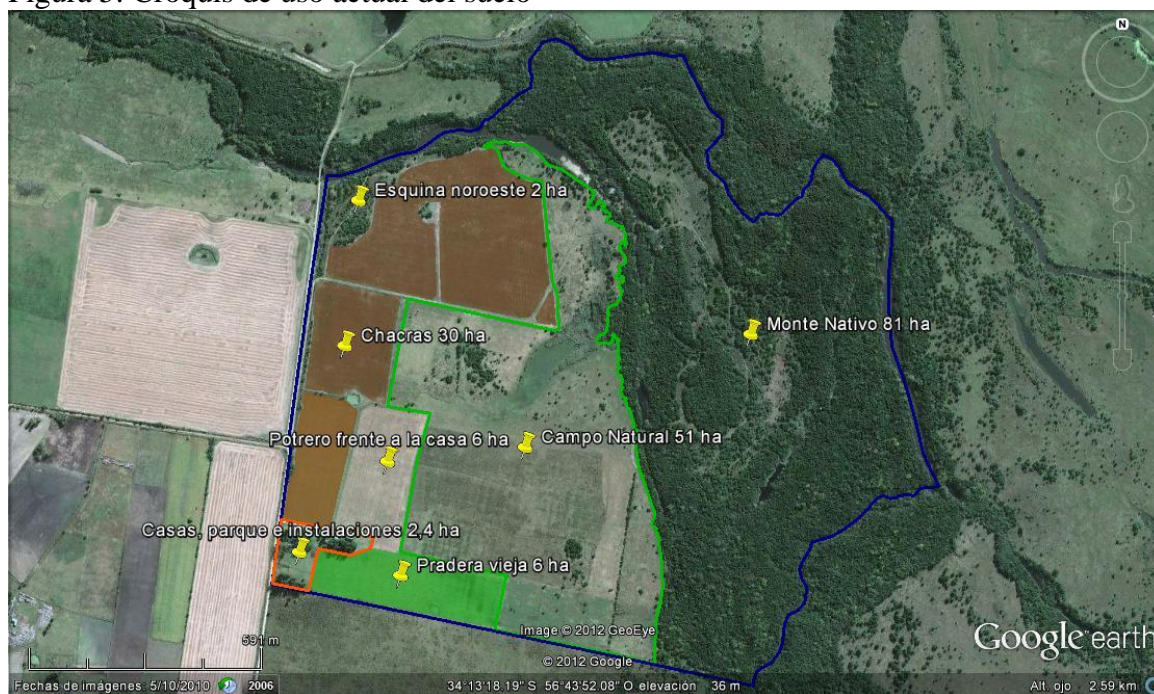 Figura 3: Croquis de uso actual del suelo
N
Esquina noroeste 2 ha
Monte Nativo 81 ha
Chacras 30 ha
Potrero frente a la casa 6 ha
Campo Natural 51 ha
Casas, parque e instalaciones 2,4 ha
Pradera vieja 6 ha
591 m
Image © 2012 GeoEye
© 2012 Google
Google earth
Fechas de imágenes: 5/10/2010 2006 34°13'18.19" S 56°43'52.08" O elevación 36 m Alt. ojo 2.59 km